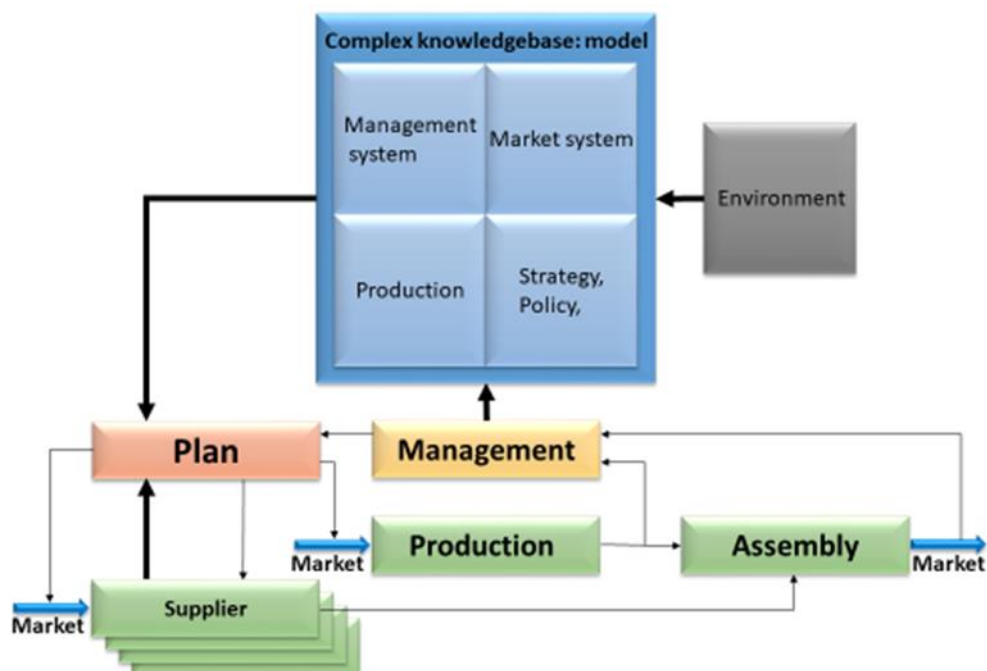 Complex knowledgebase: model
Management
system
Market system
Environment
Production
Strategy,
Policy,
Plan
Management
Production
Assembly
Market
Market
Supplier
Market